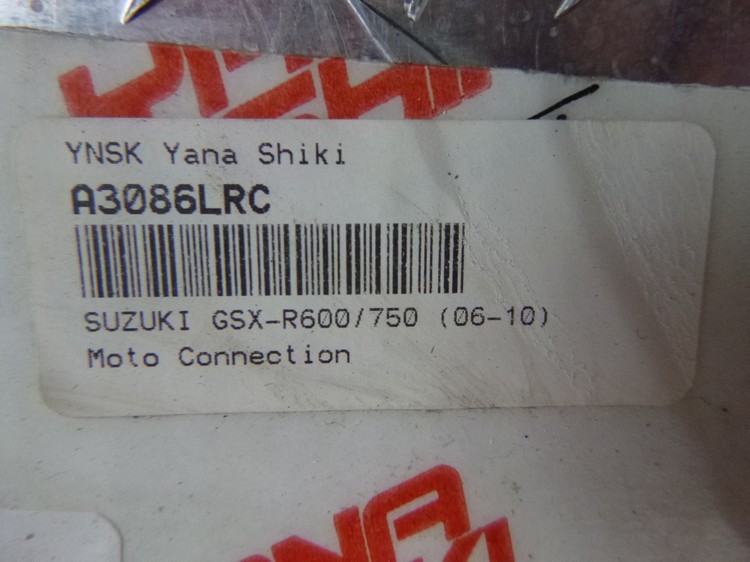 YNSK Yana Shiki
A3086LRC
SUZUKI GSX-R600/750 (06-10)
Moto Connection